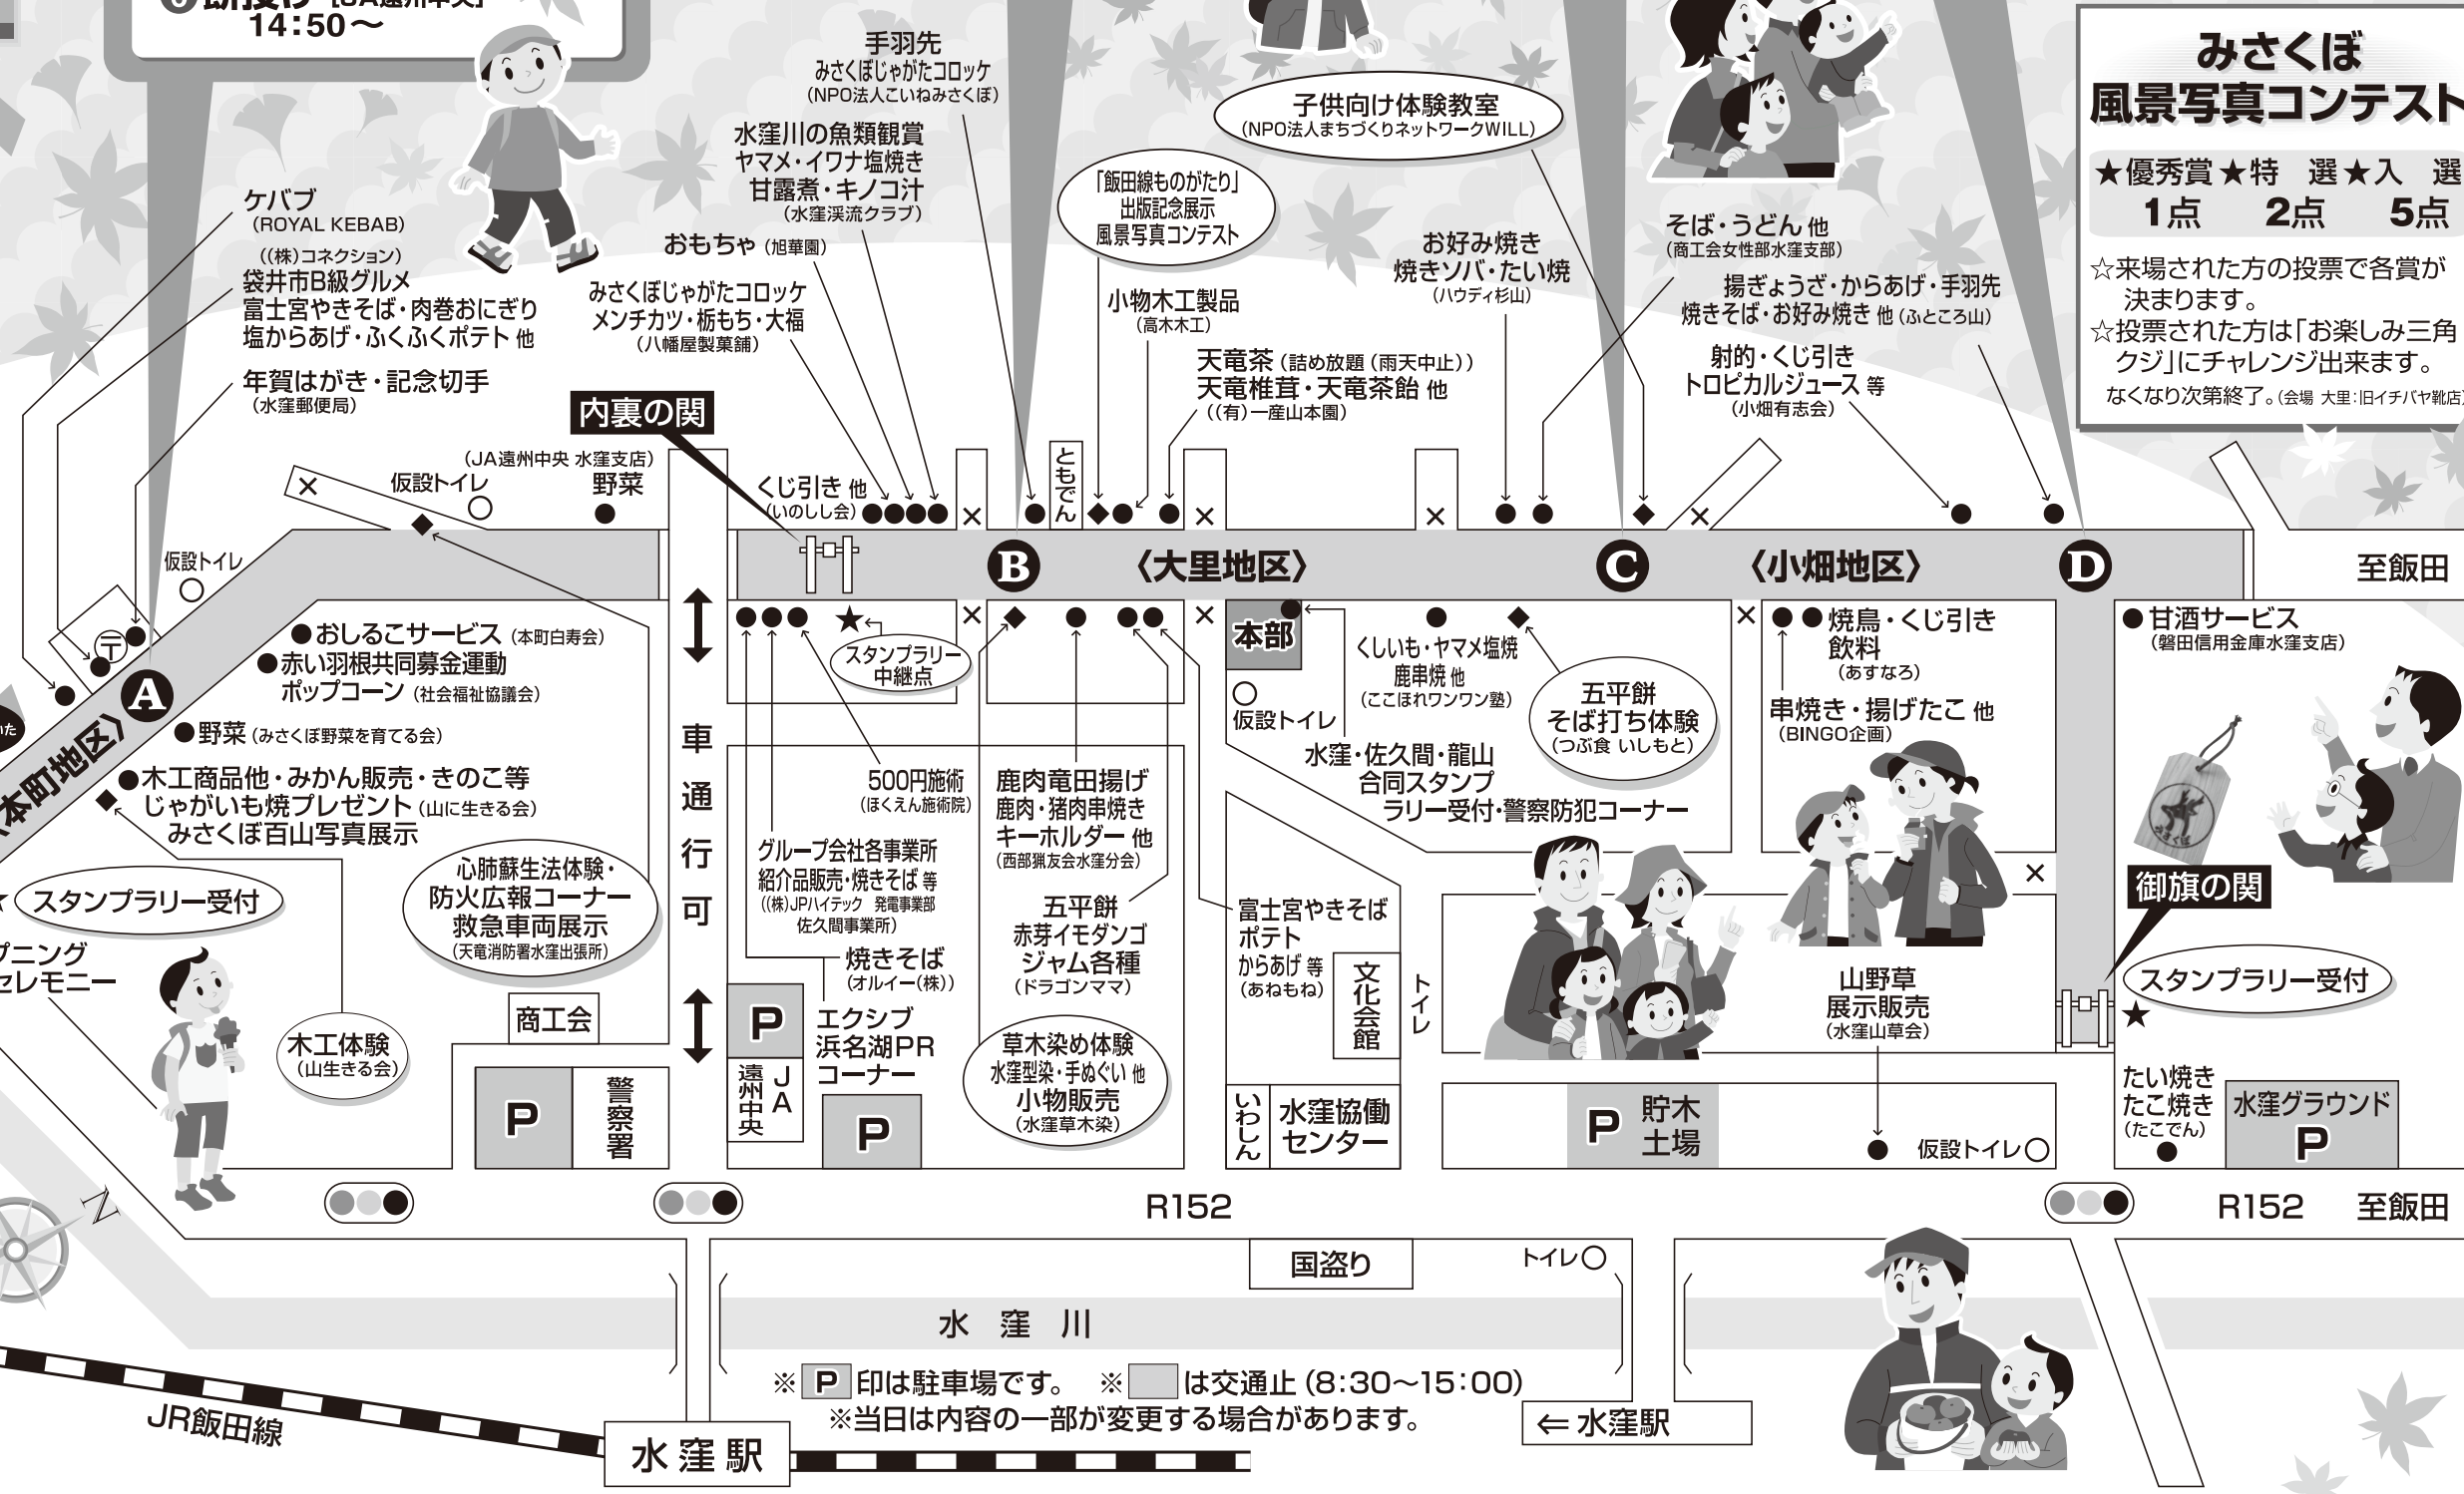 14:50～
手羽先
みさくぼじゃがたコロッケ
（NPO法人こいねみさくぼ）
水窪川の魚類観賞
ヤマメ・イワナ塩焼き
甘露煮・キノコ汁
（水窪渓流クラブ）
おもちゃ（旭華園）
みさくぼじゃがたコロッケ
メンチカツ・栃もち・大福
（八幡屋製菓舗）
ケバブ
（ROYAL KEBAB）
（（株）コネクション）
袋井市B級グルメ
富士宮やきそば・肉巻おにぎり
塩からあげ・ふくふくポテト 他
年賀はがき・記念切手
（水窪郵便局）
「飯田線ものがたり」
出版記念展示
風景写真コンテスト
子供向け体験教室
（NPO法人まちづくりネットワークWILL）
小物木工製品
（高木木工）
天竜茶（詰め放題（雨天中止））
天竜椎茸・天竜茶飴 他
（（有）一産山本園）
お好み焼き
焼きソバ・たい焼
（ハウディ杉山）
そば・うどん 他
（商工会女性部水窪支部）
揚ぎょうざ・からあげ・手羽先
焼きそば・お好み焼き 他（ふところ山）
射的・くじ引き
トロピカルジュース 等
（小畑有志会）
みさくぼ
風景写真コンテスト
★優秀賞★特　選★入　選
1点　2点　5点
☆来場された方の投票で各賞が
決まります。
☆投票された方は「お楽しみ三角
クジ」にチャレンジ出来ます。
なくなり次第終了。（会場 大里：旧イチバヤ靴店）
内裏の関
（JA遠州中央 水窪支店）
野菜
仮設トイレ
くじ引き 他
（いのしし会）
ともでん
×
×
×
×
×
仮設トイレ
B
〈大里地区〉
C
〈小畑地区〉
D
至飯田
〒
A
本町地区〉
●おしるこサービス（本町白寿会）
●赤い羽根共同募金運動
ポップコーン（社会福祉協議会）
●野菜（みさくぼ野菜を育てる会）
●木工商品他・みかん販売・きのこ等
じゃがいも焼プレゼント（山に生きる会）
みさくぼ百山写真展示
スタンプラリー受付
プニング
セレモニー
心肺蘇生法体験・
防火広報コーナー
救急車両展示
（天竜消防署水窪出張所）
木工体験
（山生きる会）
商工会
P
警察署
車通行可
スタンプラリー
中継点
×
×
×
×
500円施術
（ほくえん施術院）
グループ会社各事業所
紹介品販売・焼きそば 等
（（株）JPハイテック　発電事業部
佐久間事業所）
焼きそば
（オルイー（株））
エクシブ
浜名湖PR
コーナー
P
JA
遠州中央
P
鹿肉竜田揚げ
鹿肉・猪肉串焼き
キーホルダー 他
（西部猟友会水窪分会）
五平餅
赤芽イモダンゴ
ジャム各種
（ドラゴンママ）
草木染め体験
水窪型染・手ぬぐい 他
小物販売
（水窪草木染）
本部
仮設トイレ
水窪・佐久間・龍山
合同スタンプ
ラリー受付・警察防犯コーナー
くしいも・ヤマメ塩焼
鹿串焼 他
（ここほれワンワン塾）
五平餅
そば打ち体験
（つぶ食 いしもと）
富士宮やきそば
ポテト
からあげ 等
（あねもね）
文化会館
トイレ
いわしん
水窪協働
センター
●焼鳥・くじ引き
飲料
（あすなろ）
串焼き・揚げたこ 他
（BINGO企画）
●甘酒サービス
（磐田信用金庫水窪支店）
みさくぼ
御旗の関
スタンプラリー受付
★
山野草
展示販売
（水窪山草会）
P 貯木
土場
仮設トイレ
たい焼き
たこ焼き
（たこでん）
水窪グラウンド
P
N
R152
R152
至飯田
国盗り
トイレ
水窪川
※P印は駐車場です。　※　は交通止（8：30～15：00）
※当日は内容の一部が変更する場合があります。
⇐水窪駅
JR飯田線
水窪駅